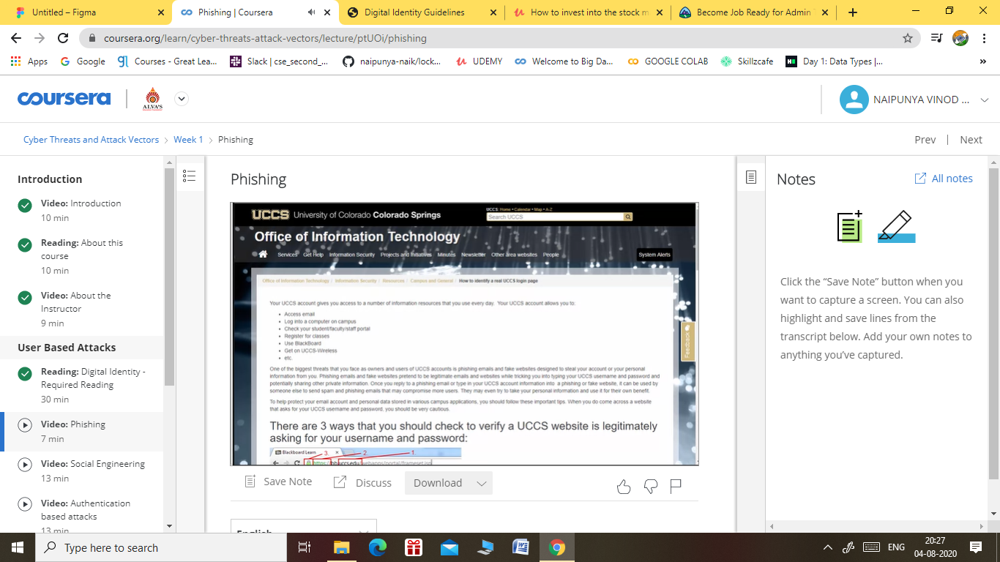 Untitled – Figma
Phishing | Coursera
Digital Identity Guidelines
How to invest into the stock m
Become Job Ready for Admin
coursera.org/learn/cyber-threats-attack-vectors/lecture/ptUOi/phishing
Apps
Google
Courses - Great Lea...
Slack | cse_second_...
naipunya-naik/lock...
UDEMY
Welcome to Big Da...
GOOGLE COLAB
Skillzcafe
Day 1: Data Types |...
»
coursera
ALVA'S
NAIPUNYA VINOD ...
Cyber Threats and Attack Vectors > Week 1 > Phishing
Prev | Next
Introduction
Video: Introduction
10 min
Reading: About this
course
10 min
Video: About the
Instructor
9 min
User Based Attacks
Reading: Digital Identity -
Required Reading
30 min
Video: Phishing
7 min
Video: Social Engineering
13 min
Video: Authentication
based attacks
13 min
Phishing
UCCS University of Colorado Colorado Springs
UCCS: Home • Calendar • Map • A-Z
Search UCCS
Office of Information Technology
Services Get Help Information Security Projects and Initiatives Minutes Newsletter Other area websites People
System Alerts
Office of Information Technology / Information Security / Resources / Campus and General / How to identify a real UCCS login page
Your UCCS account gives you access to a number of information resources that you use every day. Your UCCS account allows you to:
• Access email
• Log into a computer on campus
• Check your student/faculty/staff portal
• Register for classes
• Use BlackBoard
• Get on UCCS-Wireless
• etc.
Feedback
One of the biggest threats that you face as owners and users of UCCS accounts is phishing emails and fake websites designed to steal your account or your personal
information from you. Phishing emails and fake websites pretend to be legitimate emails and websites while tricking you into typing your UCCS username and password and
potentially sharing other private information. Once you reply to a phishing email or type in your UCCS account information into a phishing or fake website, it can be used by
someone else to send spam and phishing emails that may compromise more users. They may even try to take your personal information and use it for their own benefit.
To help protect your email account and personal data stored in various campus applications, you should follow these important tips. When you do come across a website
that asks for your UCCS username and password, you should be very cautious.
There are 3 ways that you should check to verify a UCCS website is legitimately
asking for your username and password:
Blackboard Learn
3. 2. 1.
https://bb.uccs.edu/webapps/portal/frameset.jsp
Save Note
Discuss
Download
English
Notes
All notes
Click the “Save Note” button when you
want to capture a screen. You can also
highlight and save lines from the
transcript below. Add your own notes to
anything you’ve captured.
Type here to search
ENG
20:27
04-08-2020